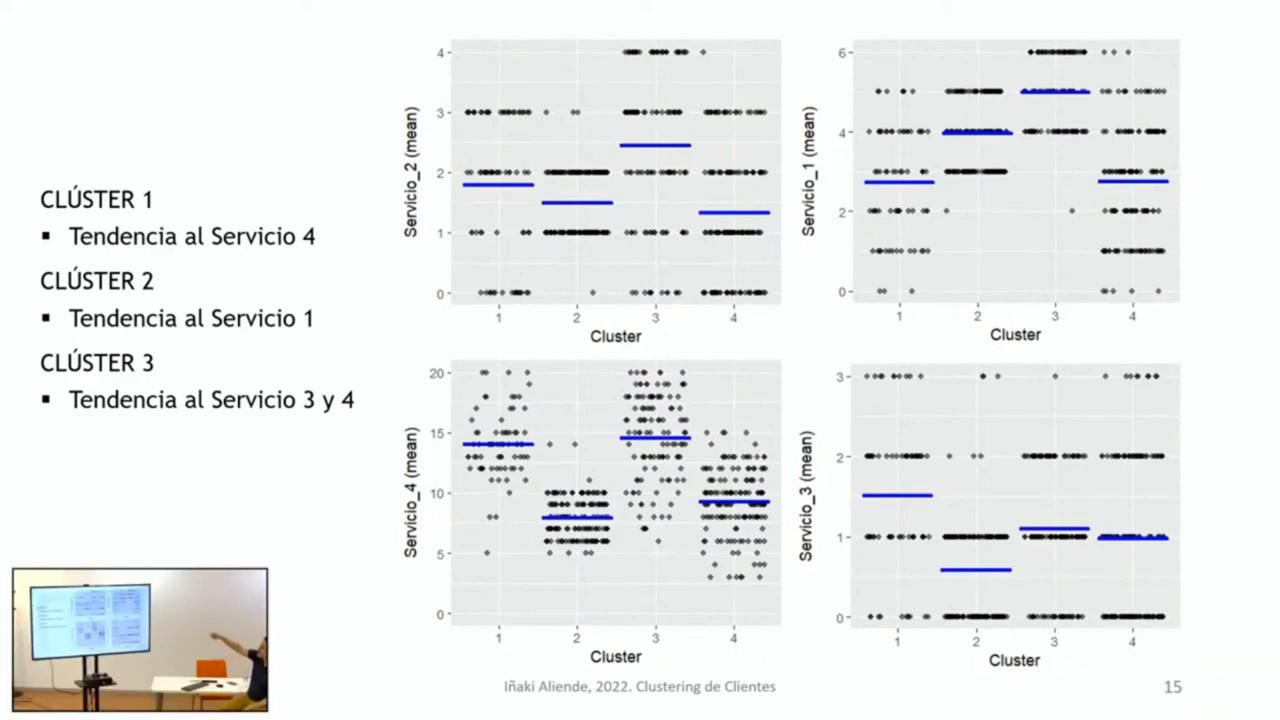 CLÚSTER 1
▪ Tendencia al Servicio 4
CLÚSTER 2
▪ Tendencia al Servicio 1
CLÚSTER 3
▪ Tendencia al Servicio 3 y 4
Servicio_2 (mean)
4
3
2
1
0
1 2 3 4
Cluster
Servicio_1 (mean)
6
4
2
0
1 2 3 4
Cluster
Servicio_4 (mean)
20
15
10
5
0
1 2 3 4
Cluster
Servicio_3 (mean)
3
2
1
0
1 2 3 4
Cluster
Iñaki Aliende, 2022. Clustering de Clientes
15